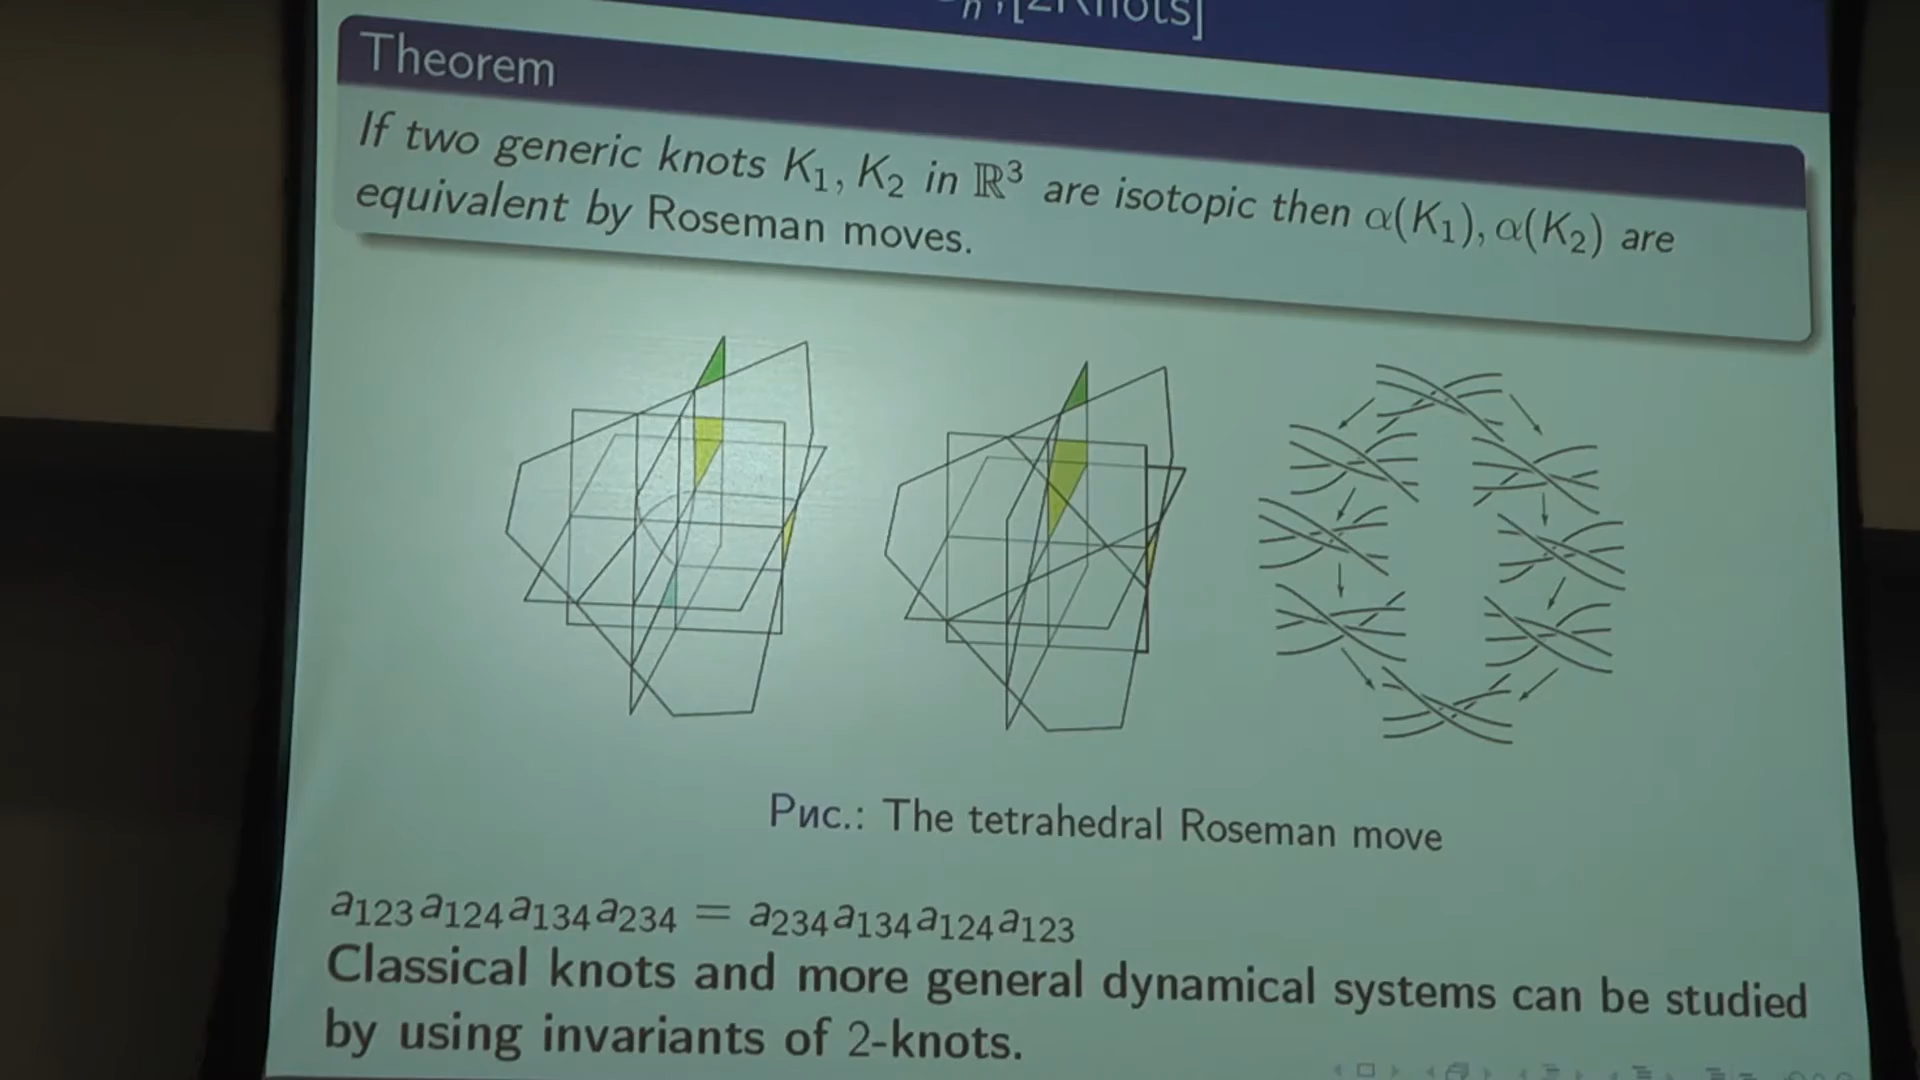 n, [2Knots]
Theorem
If two generic knots K₁, K₂ in ℝ³ are isotopic then α(K₁), α(K₂) are
equivalent by Roseman moves.
Рис.: The tetrahedral Roseman move
a₁₂₃a₁₂₄a₁₃₄a₂₃₄ = a₂₃₄a₁₃₄a₁₂₄a₁₂₃
Classical knots and more general dynamical systems can be studied
by using invariants of 2-knots.